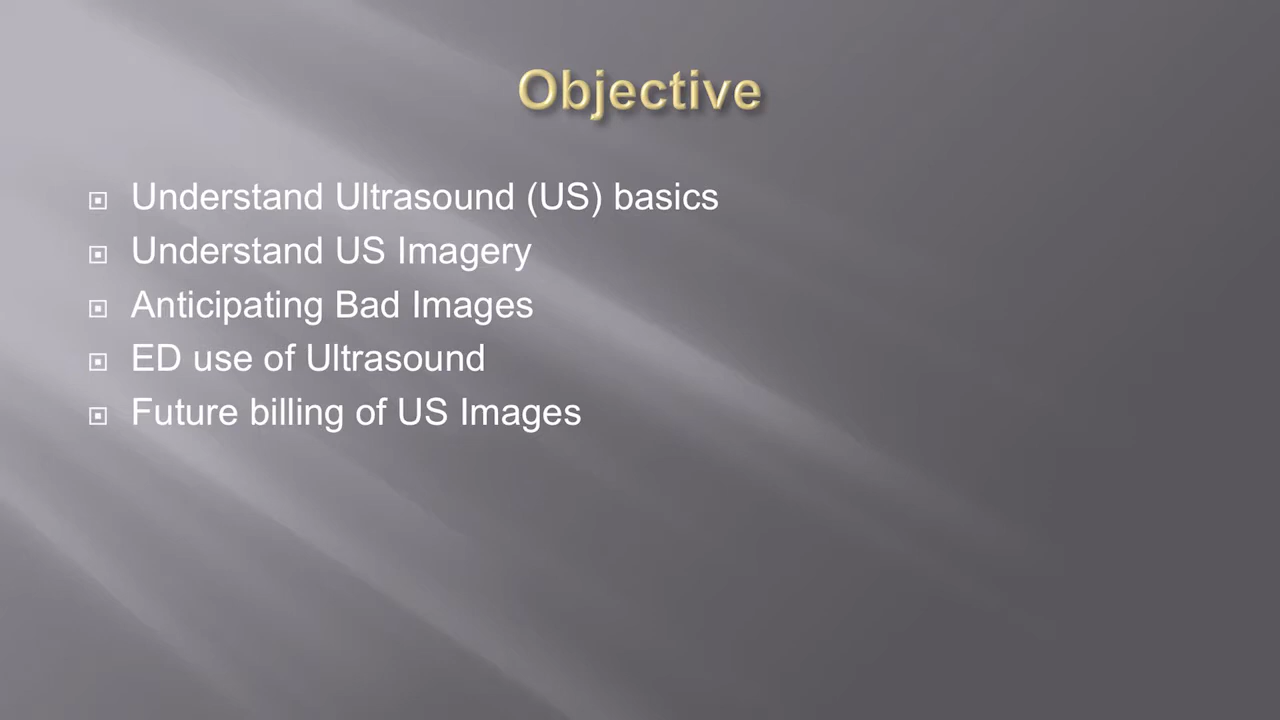 Objective
Understand Ultrasound (US) basics
Understand US Imagery
Anticipating Bad Images
ED use of Ultrasound
Future billing of US Images